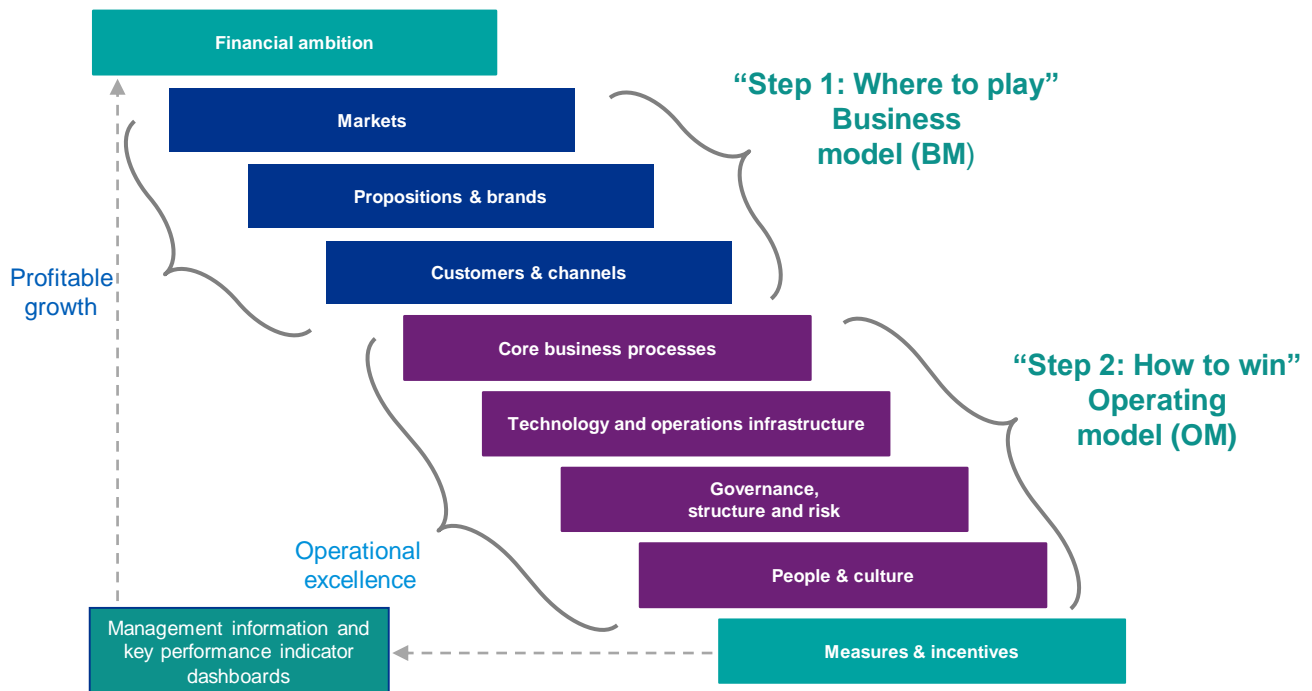 Financial ambition
“Step 1: Where to play”
Business
model (BM)
Markets
Propositions & brands
Customers & channels
Profitable
growth
Core business processes
“Step 2: How to win”
Operating
model (OM)
Technology and operations infrastructure
Governance,
structure and risk
Operational
excellence
People & culture
Management information and
key performance indicator
dashboards
Measures & incentives